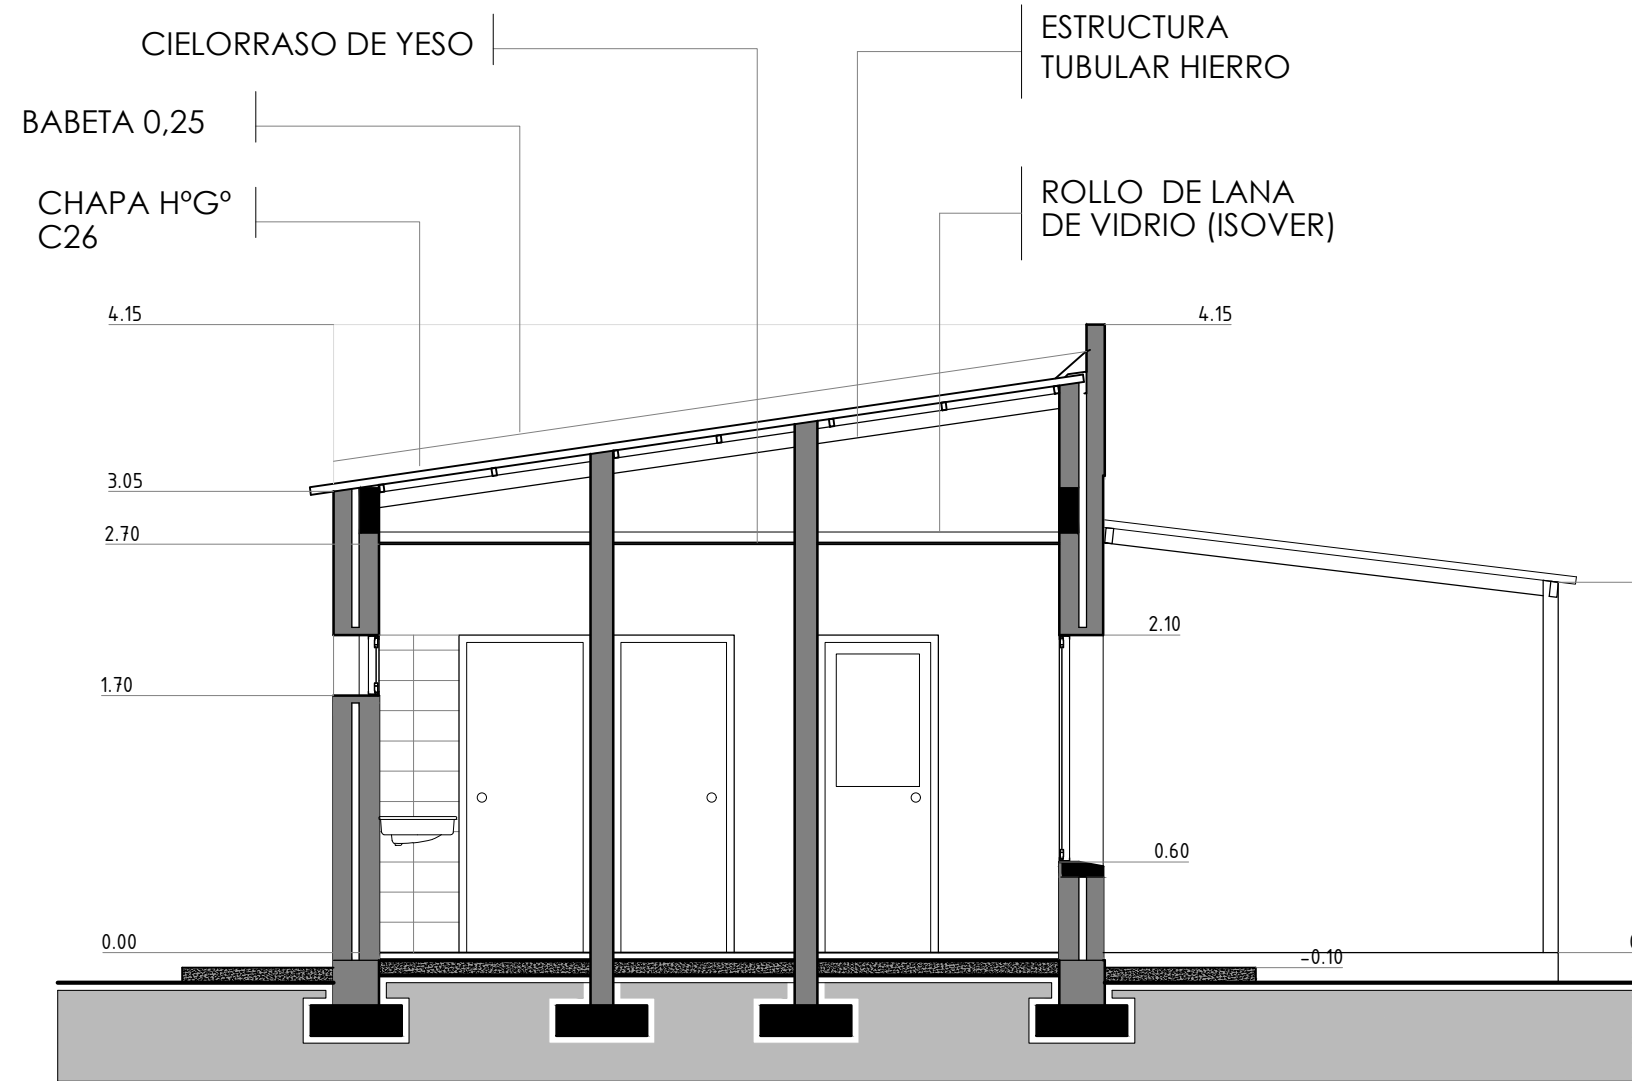 CIELORRASO DE YESO
ESTRUCTURA
TUBULAR HIERRO
BABETA 0,25
CHAPA HºGº
C26
ROLLO DE LANA
DE VIDRIO (ISOVER)
4.15
4.15
3.05
2.70
2.10
1.70
0.60
0.00
-0.10